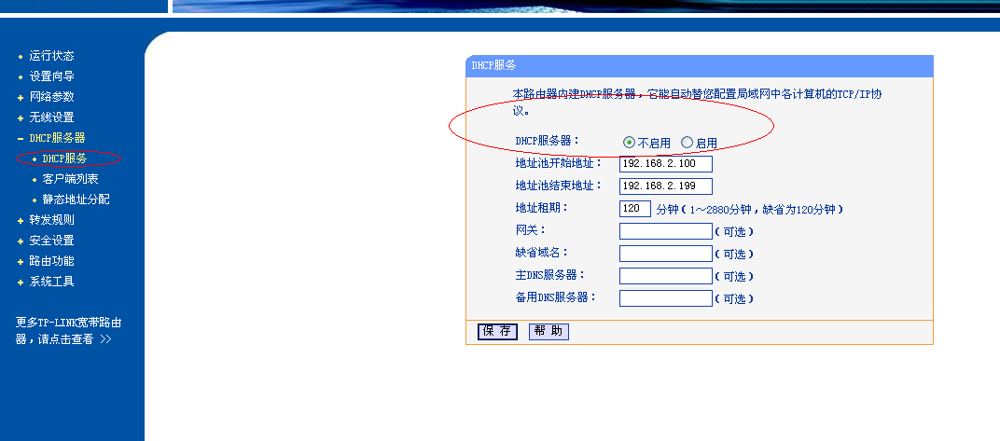 运行状态
设置向导
网络参数
无线设置
DHCP服务器
DHCP服务
客户端列表
静态地址分配
转发规则
安全设置
路由功能
系统工具
更多TP-LINK宽带路由
器，请点击查看 >>
DHCP服务
本路由器内建DHCP服务器，它能自动替您配置局域网中各计算机的TCP/IP协
议。
DHCP服务器： 不启用 启用
地址池开始地址： 192.168.2.100
地址池结束地址： 192.168.2.199
地址租期： 120 分钟（1～2880分钟，缺省为120分钟）
网关： （可选）
缺省域名： （可选）
主DNS服务器： （可选）
备用DNS服务器： （可选）
保 存 帮 助